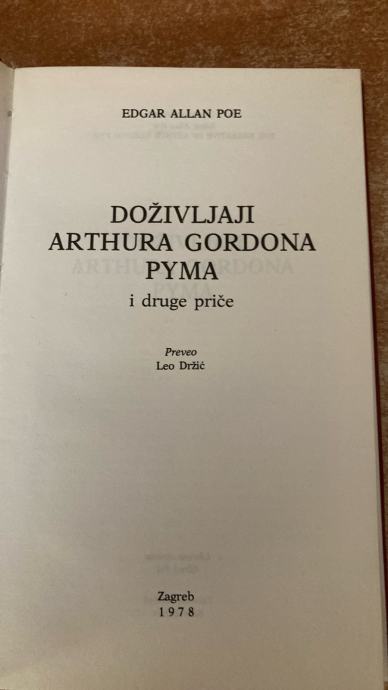 EDGAR ALLAN POE
DOŽIVLJAJI
ARTHURA GORDONA
PYMA
i druge priče
Preveo
Leo Držić
Zagreb
1978